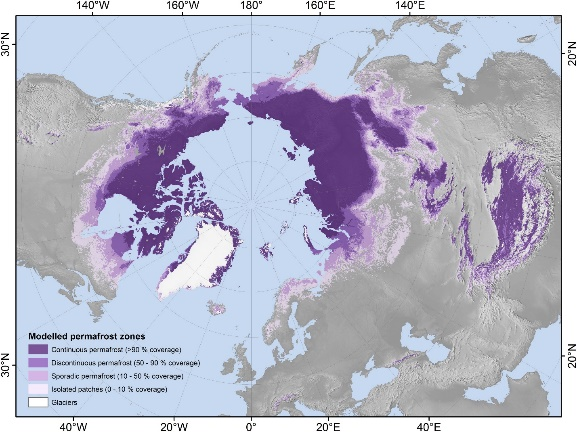 140°W 160°W 180° 160°E 140°E
30°N
20°N
Modelled permafrost zones
Continuous permafrost (>90 % coverage)
Discontinuous permafrost (50 - 90 % coverage)
Sporadic permafrost (10 - 50 % coverage)
Isolated patches (0 - 10 % coverage)
Glaciers
30°N
20°N
40°W 20°W 0° 20°E 40°E